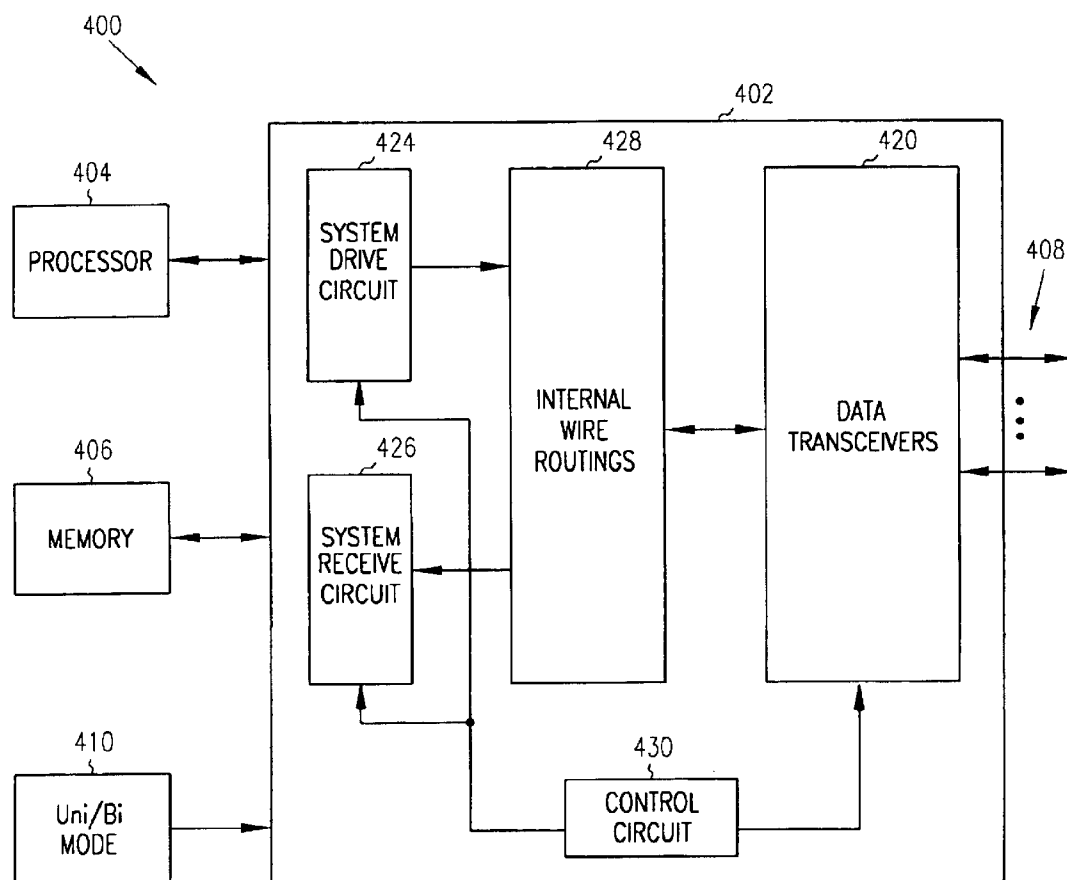 400
402
424
428
420
404
408
PROCESSOR
SYSTEM
DRIVE
CIRCUIT
INTERNAL
WIRE
ROUTINGS
DATA
TRANSCEIVERS
406
426
MEMORY
SYSTEM
RECEIVE
CIRCUIT
410
430
Uni/Bi
MODE
CONTROL
CIRCUIT